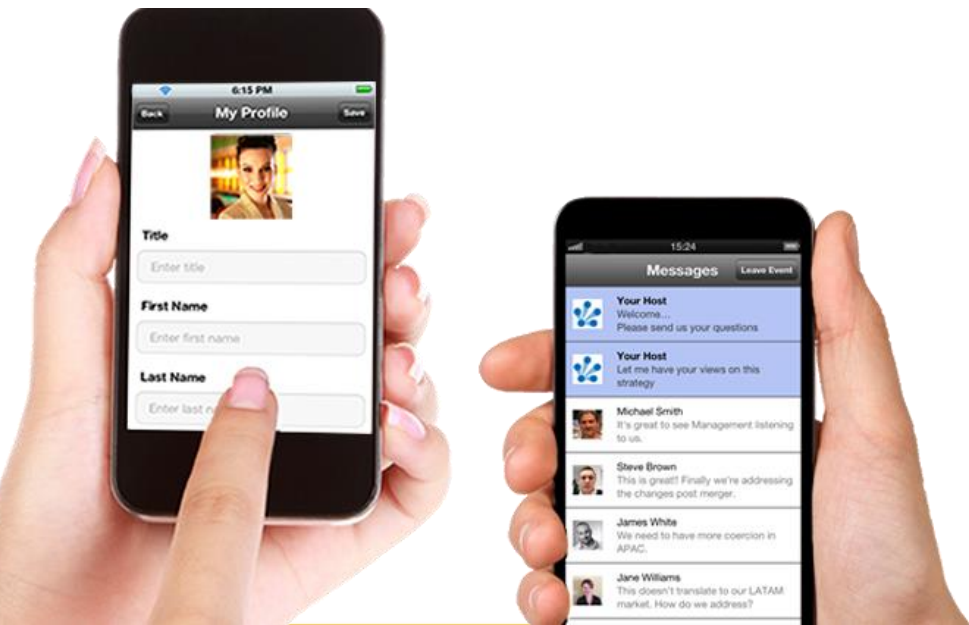 6:15 PM
Back
My Profile
Save
Title
Enter title
First Name
Enter first name
Last Name
Enter last
15:24
Messages
Leave Event
Your Host
Welcome...
Please send us your questions
Your Host
Let me have your views on this
strategy
Michael Smith
It's great to see Management listening
to us.
Steve Brown
This is great!! Finally we're addressing
the changes post merger.
James White
We need to have more coercion in
APAC.
Jane Williams
This doesn't translate to our LATAM
market. How do we address?